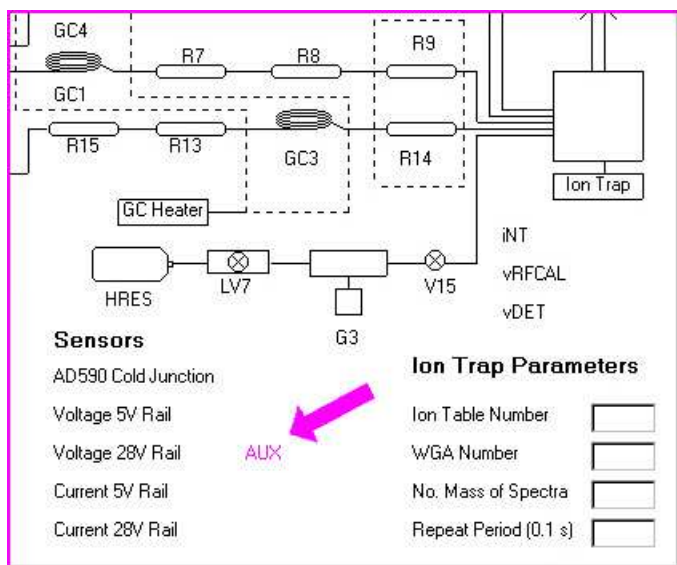 GC4
R7
R8
R9
GC1
R15
R13
GC3
R14
Ion Trap
GC Heater
iNT
HRES
LV7
V15
vRFCAL
G3
vDET
Sensors
AD590 Cold Junction
Voltage 5V Rail
Voltage 28V Rail
AUX
Current 5V Rail
Current 28V Rail
Ion Trap Parameters
Ion Table Number
WGA Number
No. Mass of Spectra
Repeat Period (0.1 s)